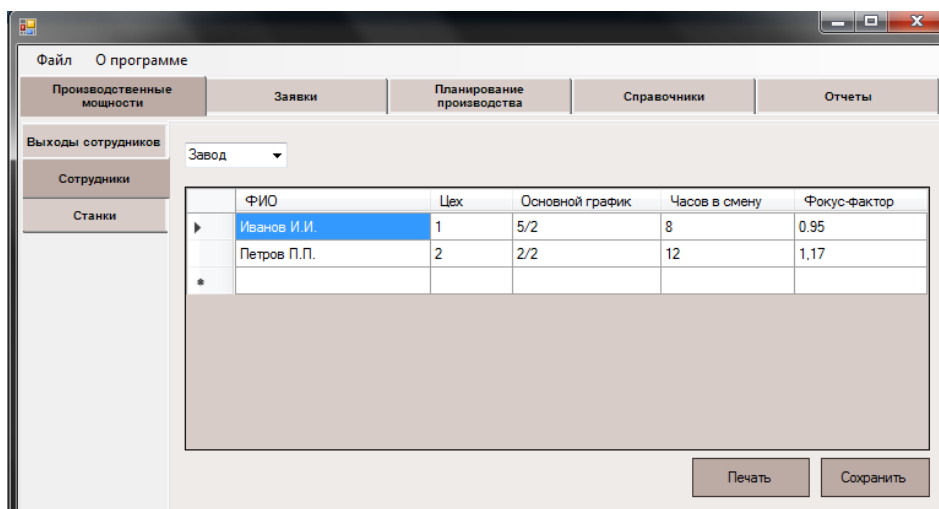 Файл О программе
Производственные мощности Заявки Планирование производства Справочники Отчеты
Выходы сотрудников
Сотрудники
Станки
Завод
ФИО Цех Основной график Часов в смену Фокус-фактор
Иванов И.И. 1 5/2 8 0.95
Петров П.П. 2 2/2 12 1,17
Печать Сохранить